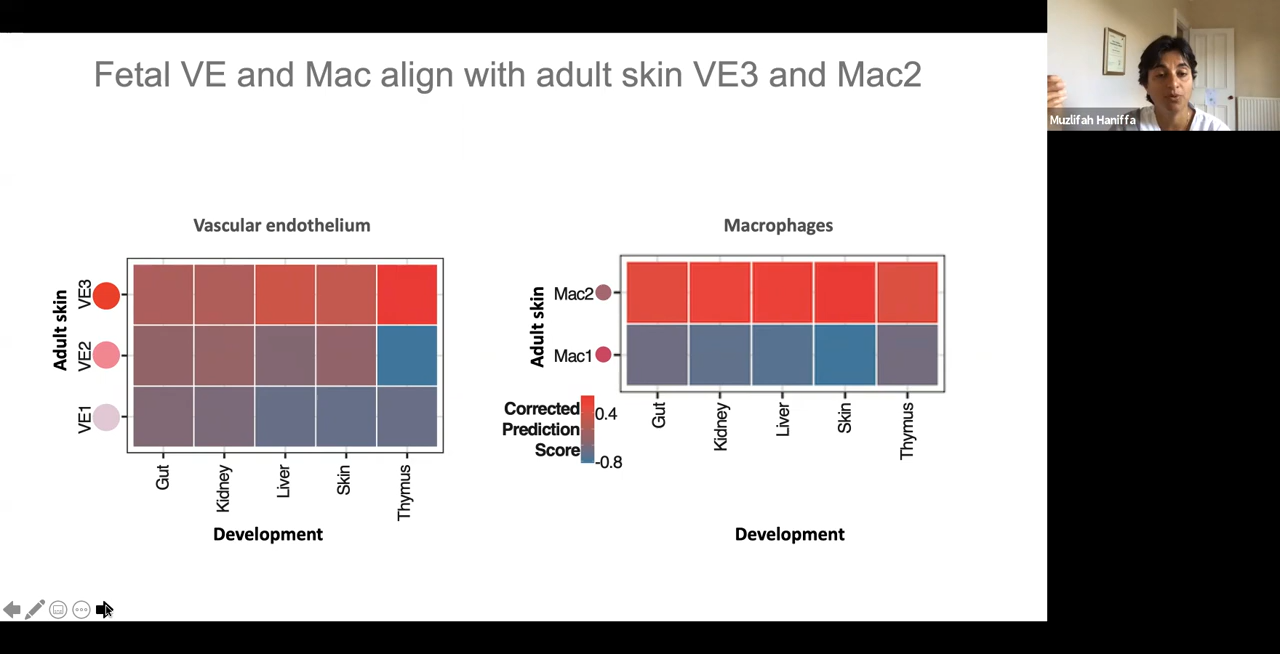 Fetal VE and Mac align with adult skin VE3 and Mac2
Muzlifah Haniffa
Vascular endothelium
Adult skin
VE3
VE2
VE1
Gut
Kidney
Liver
Skin
Thymus
Development
Macrophages
Adult skin
Mac2
Mac1
Corrected
Prediction
Score
0.4
-0.8
Gut
Kidney
Liver
Skin
Thymus
Development